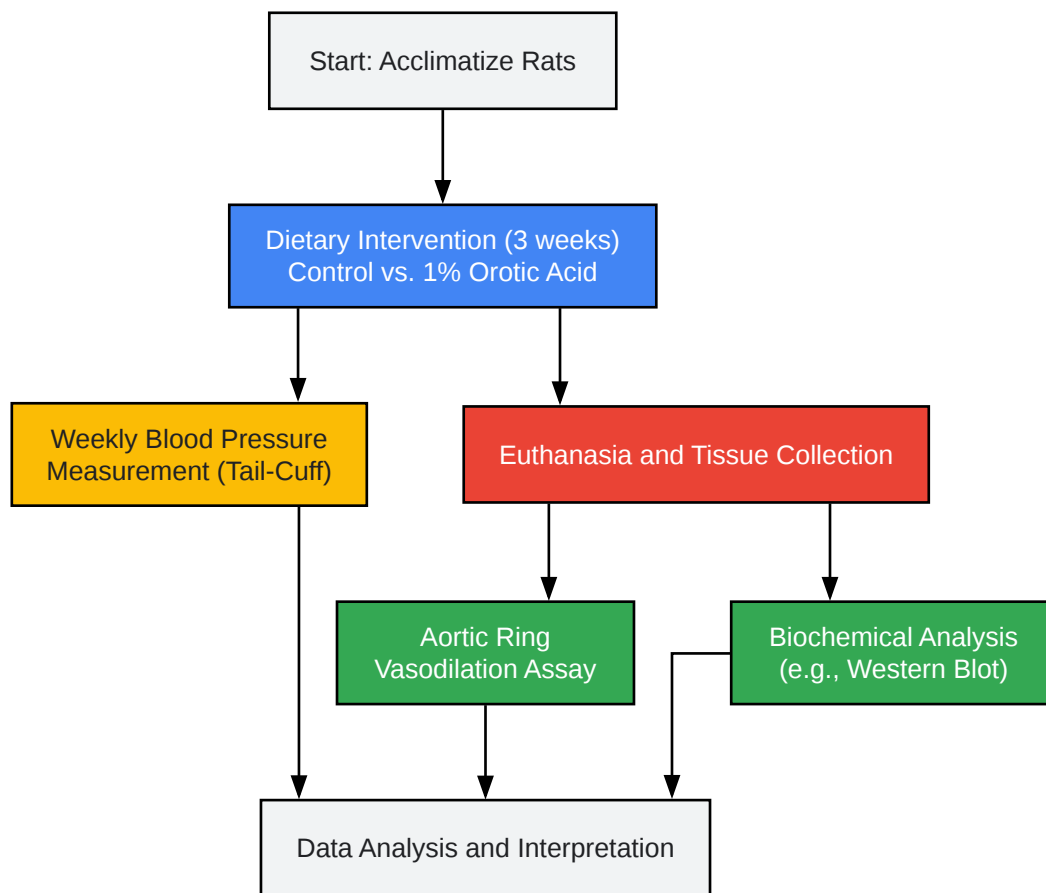 Start: Acclimatize Rats
Dietary Intervention (3 weeks)
Control vs. 1% Orotic Acid
Weekly Blood Pressure
Measurement (Tail-Cuff)
Euthanasia and Tissue Collection
Aortic Ring
Vasodilation Assay
Biochemical Analysis
(e.g., Western Blot)
Data Analysis and Interpretation